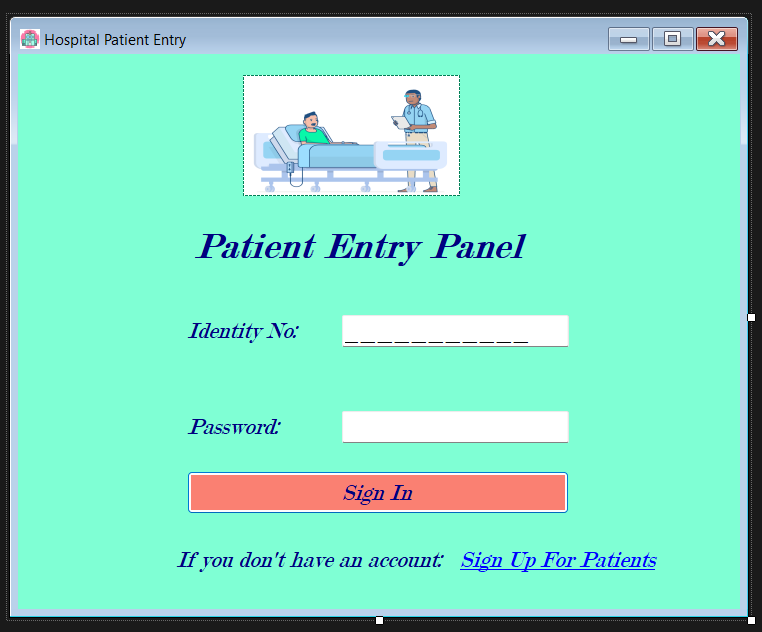 Hospital Patient Entry
Patient Entry Panel
Identity No: ___________
Password:
Sign In
If you don't have an account: Sign Up For Patients